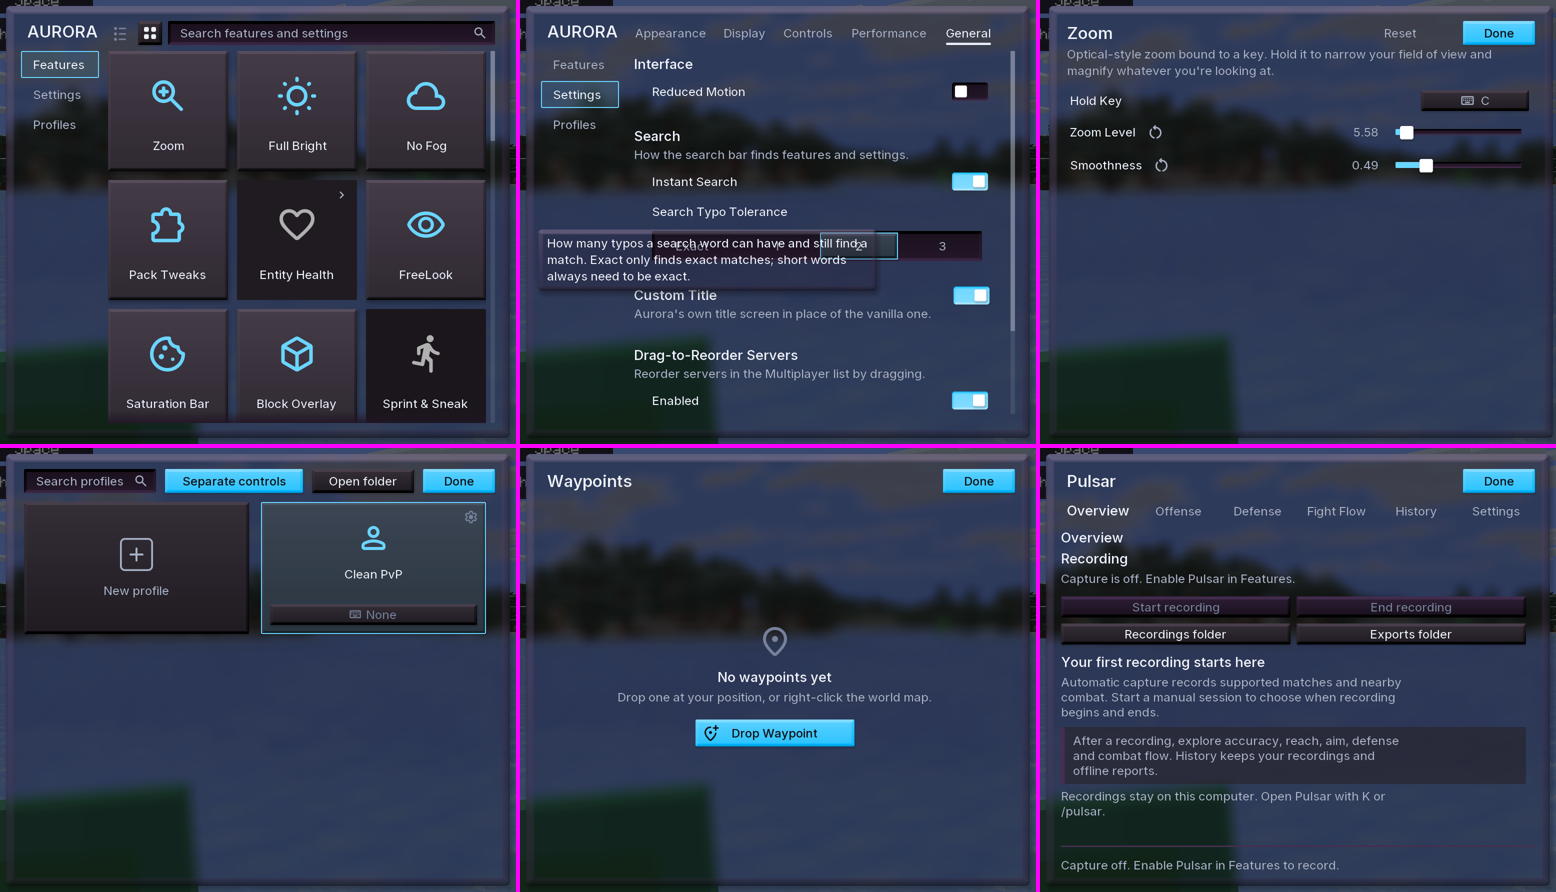 AURORA
Search features and settings
Features
Settings
Profiles
Zoom
Full Bright
No Fog
Pack Tweaks
Entity Health
FreeLook
Saturation Bar
Block Overlay
Sprint & Sneak
AURORA
Appearance
Display
Controls
Performance
General
Features
Settings
Profiles
Interface
Reduced Motion
Search
How the search bar finds features and settings.
Instant Search
Search Typo Tolerance
Exact
1
2
3
How many typos a search word can have and still find a
match. Exact only finds exact matches; short words
always need to be exact.
Custom Title
Aurora's own title screen in place of the vanilla one.
Drag-to-Reorder Servers
Reorder servers in the Multiplayer list by dragging.
Enabled
Zoom
Reset
Done
Optical-style zoom bound to a key. Hold it to narrow your field of view and
magnify whatever you're looking at.
Hold Key
C
Zoom Level
5.58
Smoothness
0.49
Search profiles
Separate controls
Open folder
Done
New profile
Clean PvP
None
Waypoints
Done
No waypoints yet
Drop one at your position, or right-click the world map.
Drop Waypoint
Pulsar
Done
Overview
Offense
Defense
Fight Flow
History
Settings
Overview
Recording
Capture is off. Enable Pulsar in Features.
Start recording
End recording
Recordings folder
Exports folder
Your first recording starts here
Automatic capture records supported matches and nearby
combat. Start a manual session to choose when recording
begins and ends.
After a recording, explore accuracy, reach, aim, defense
and combat flow. History keeps your recordings and
offline reports.
Recordings stay on this computer. Open Pulsar with K or
/pulsar.
Capture off. Enable Pulsar in Features to record.